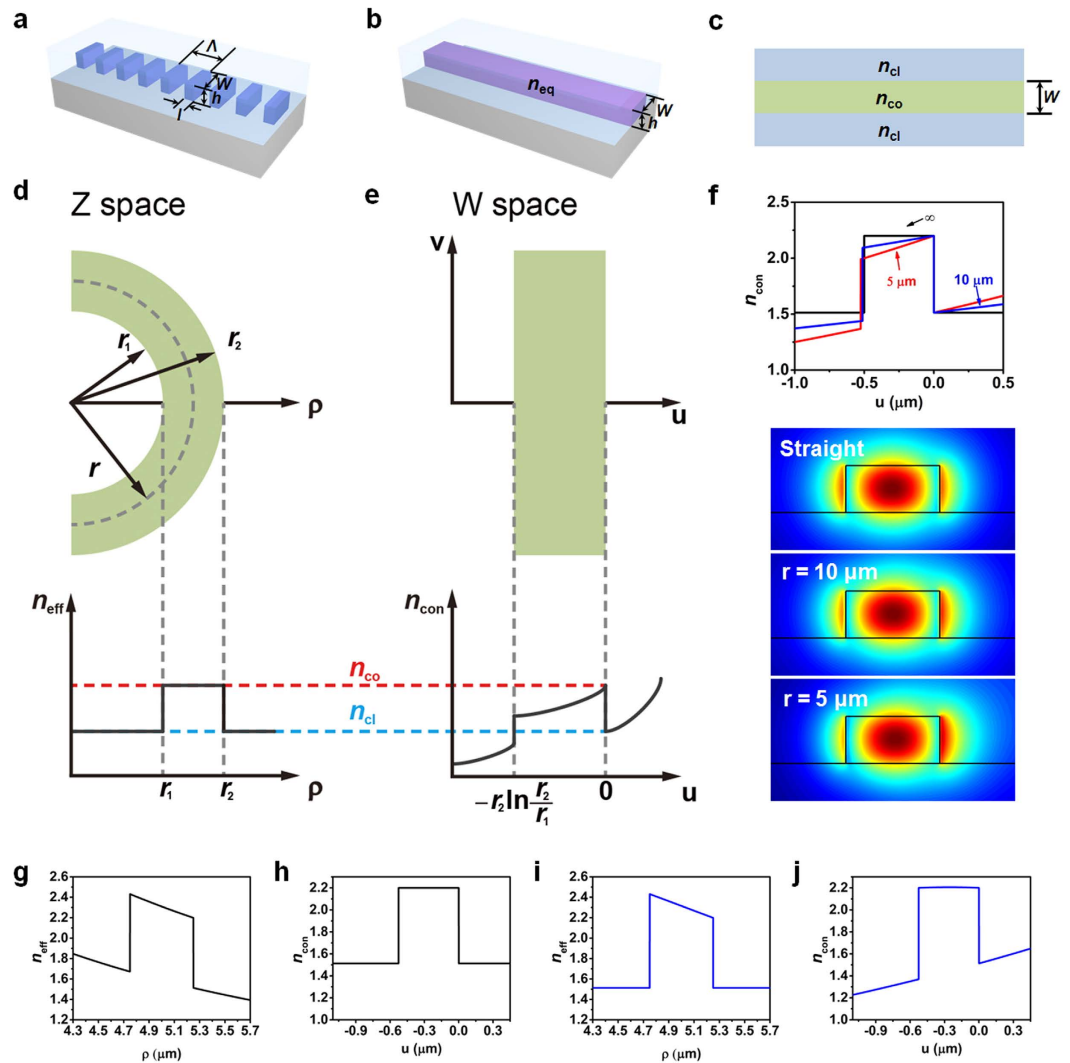 a
Λ
W
h
l
b
n_eq
W
h
c
n_cl
n_co
n_cl
W
d
Z space
r_1
r_2
r
ρ
n_eff
n_co
n_cl
r_1
r_2
ρ
e
W space
v
u
n_con
-r_2 ln r_2/r_1
0
u
f
2.5
2.0
1.5
1.0
n_con
∞
5 μm
10 μm
-1.0 -0.5 0.0 0.5
u (μm)
Straight
r = 10 μm
r = 5 μm
g
n_eff
2.6
2.4
2.2
2.0
1.8
1.6
1.4
1.2
4.3 4.5 4.7 4.9 5.1 5.3 5.5 5.7
ρ (μm)
h
n_con
2.2
2.0
1.8
1.6
1.4
1.2
1.0
-0.9 -0.6 -0.3 0.0
u (μm)
i
n_eff
2.6
2.4
2.2
2.0
1.8
1.6
1.4
1.2
4.3 4.5 4.7 4.9 5.1 5.3 5.5 5.7
ρ (μm)
j
n_con
2.2
2.0
1.8
1.6
1.4
1.2
1.0
-0.9 -0.6 -0.3 0.0
u (μm)